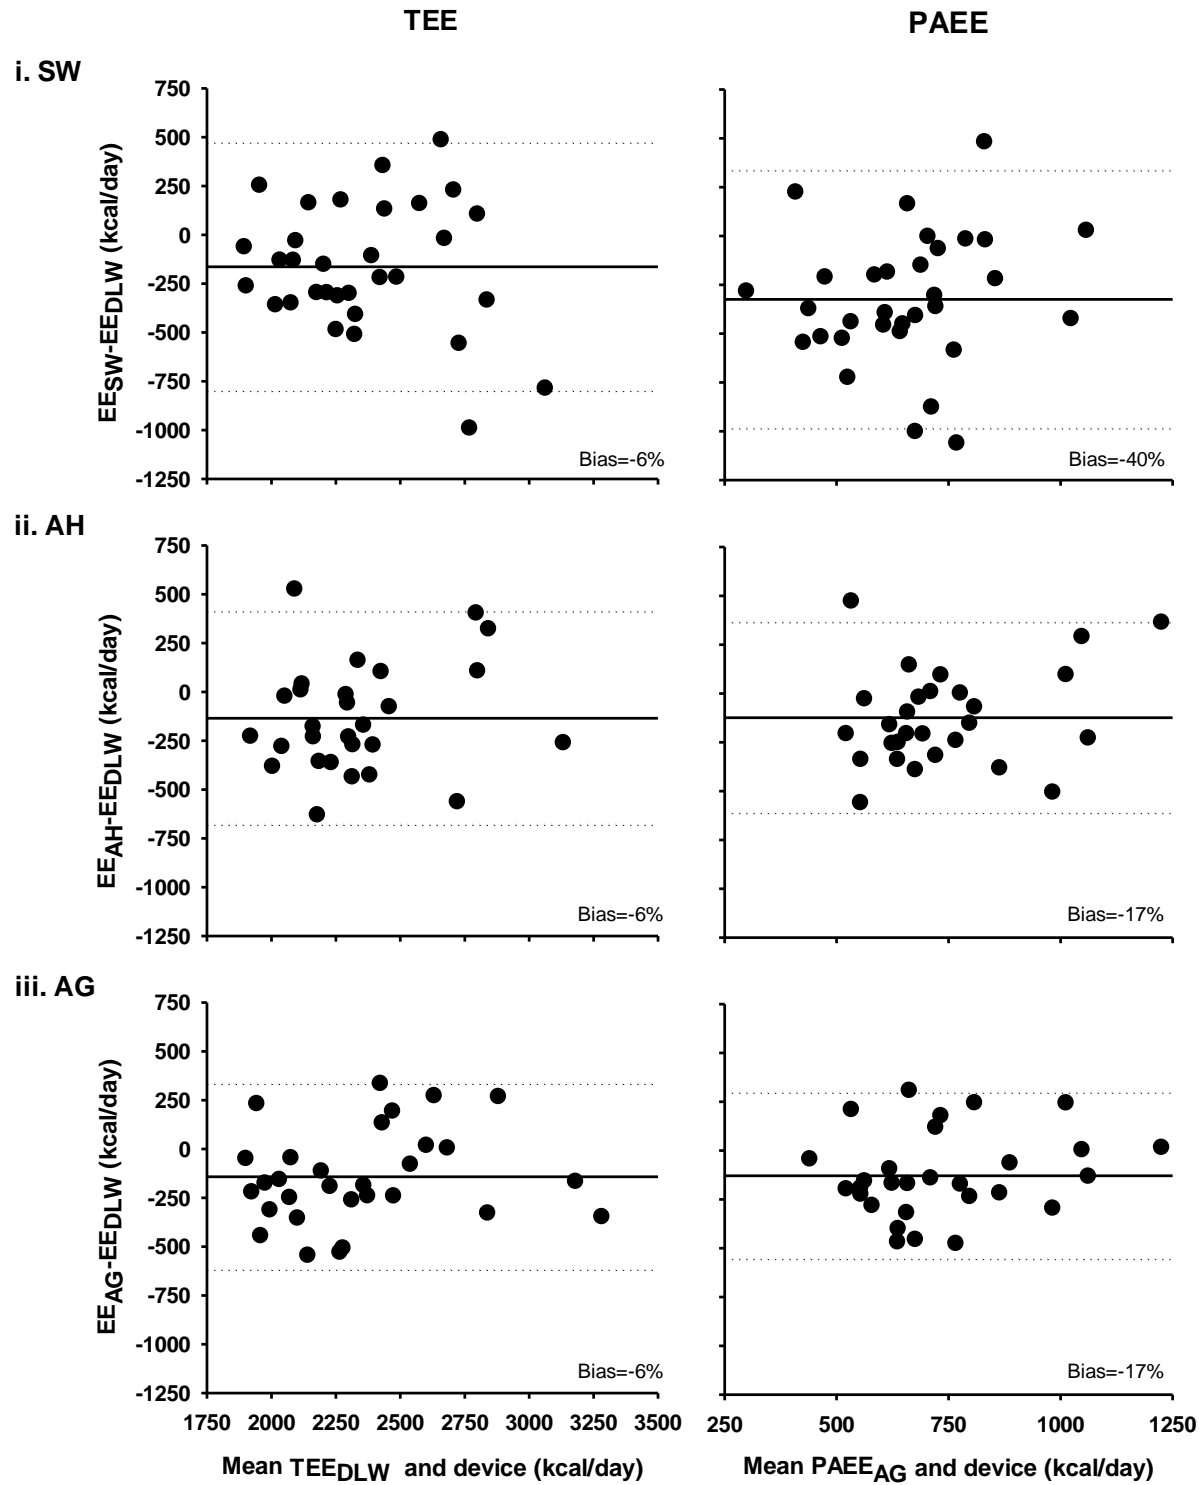 TEE
PAEE
i. SW
750
500
250
0
-250
-500
-750
-1000
-1250
EESW-EEDLW (kcal/day)
Bias=-6%
Bias=-40%
ii. AH
750
500
250
0
-250
-500
-750
-1000
-1250
EEAH-EEDLW (kcal/day)
Bias=-6%
Bias=-17%
iii. AG
750
500
250
0
-250
-500
-750
-1000
-1250
EEAG-EEDLW (kcal/day)
Bias=-6%
Bias=-17%
1750 2000 2250 2500 2750 3000 3250 3500
250 500 750 1000 1250
Mean TEEDLW and device (kcal/day)
Mean PAEEAG and device (kcal/day)